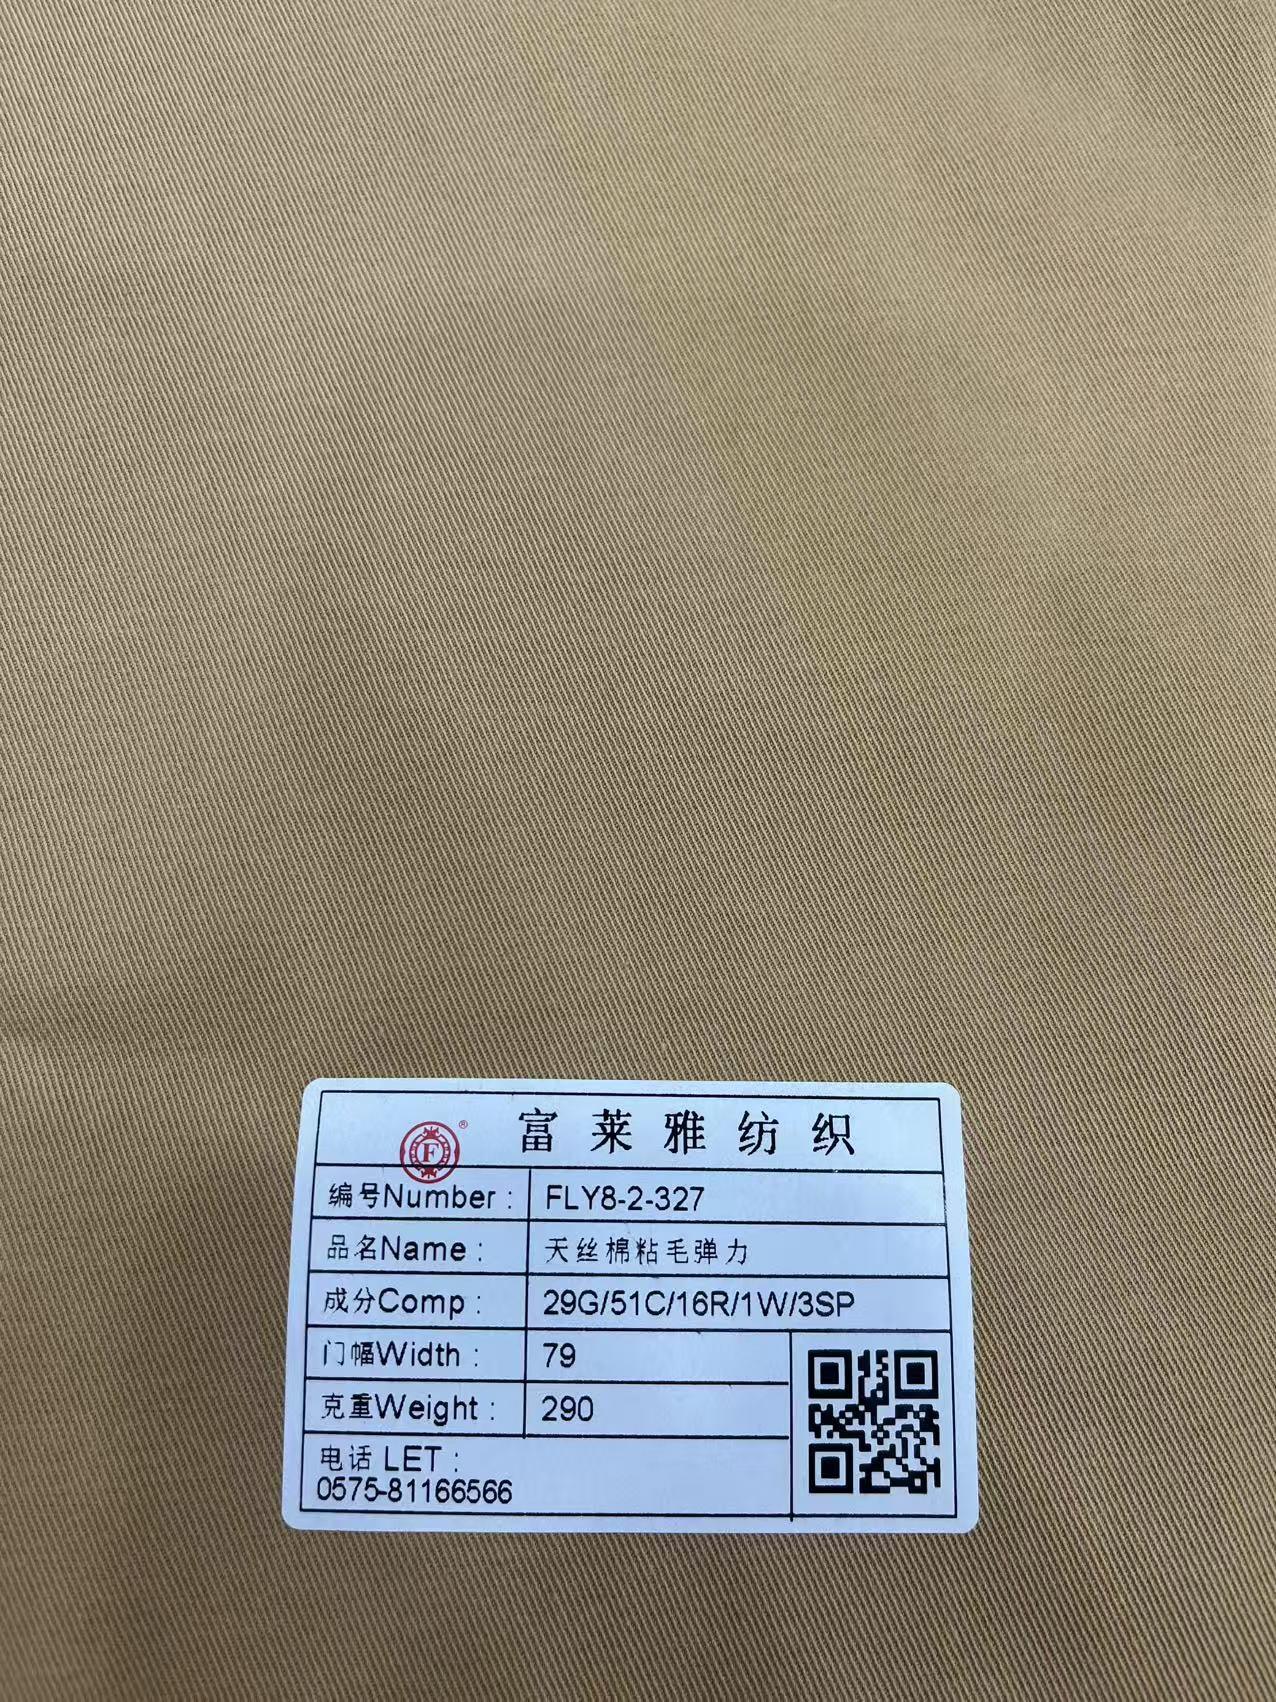 富莱雅纺织
F ®
编号Number: FLY8-2-327
品名Name: 天丝棉粘毛弹力
成分Comp: 29G/51C/16R/1W/3SP
门幅Width: 79
克重Weight: 290
电话 LET:
0575-81166566